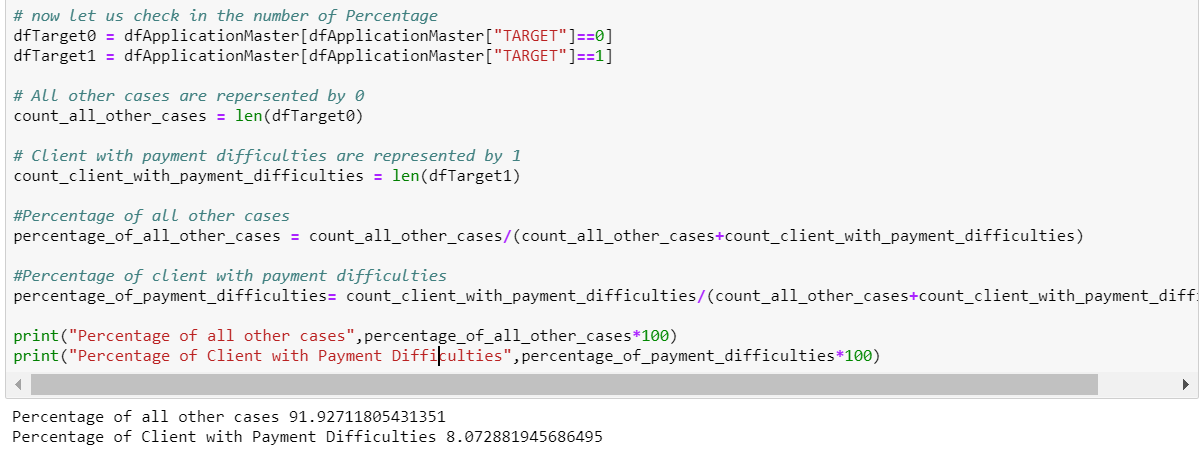 # now let us check in the number of Percentage
dfTarget0 = dfApplicationMaster[dfApplicationMaster["TARGET"]==0]
dfTarget1 = dfApplicationMaster[dfApplicationMaster["TARGET"]==1]
# All other cases are repersented by 0
count_all_other_cases = len(dfTarget0)
# Client with payment difficulties are represented by 1
count_client_with_payment_difficulties = len(dfTarget1)
#Percentage of all other cases
percentage_of_all_other_cases = count_all_other_cases/(count_all_other_cases+count_client_with_payment_difficulties)
#Percentage of client with payment difficulties
percentage_of_payment_difficulties= count_client_with_payment_difficulties/(count_all_other_cases+count_client_with_payment_diff
print("Percentage of all other cases",percentage_of_all_other_cases*100)
print("Percentage of Client with Payment Difficulties",percentage_of_payment_difficulties*100)
Percentage of all other cases 91.92711805431351
Percentage of Client with Payment Difficulties 8.072881945686495